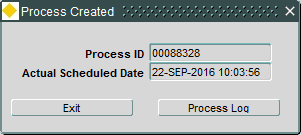 Process Created
Process ID 00088328
Actual Scheduled Date 22-SEP-2016 10:03:56
Exit Process Log